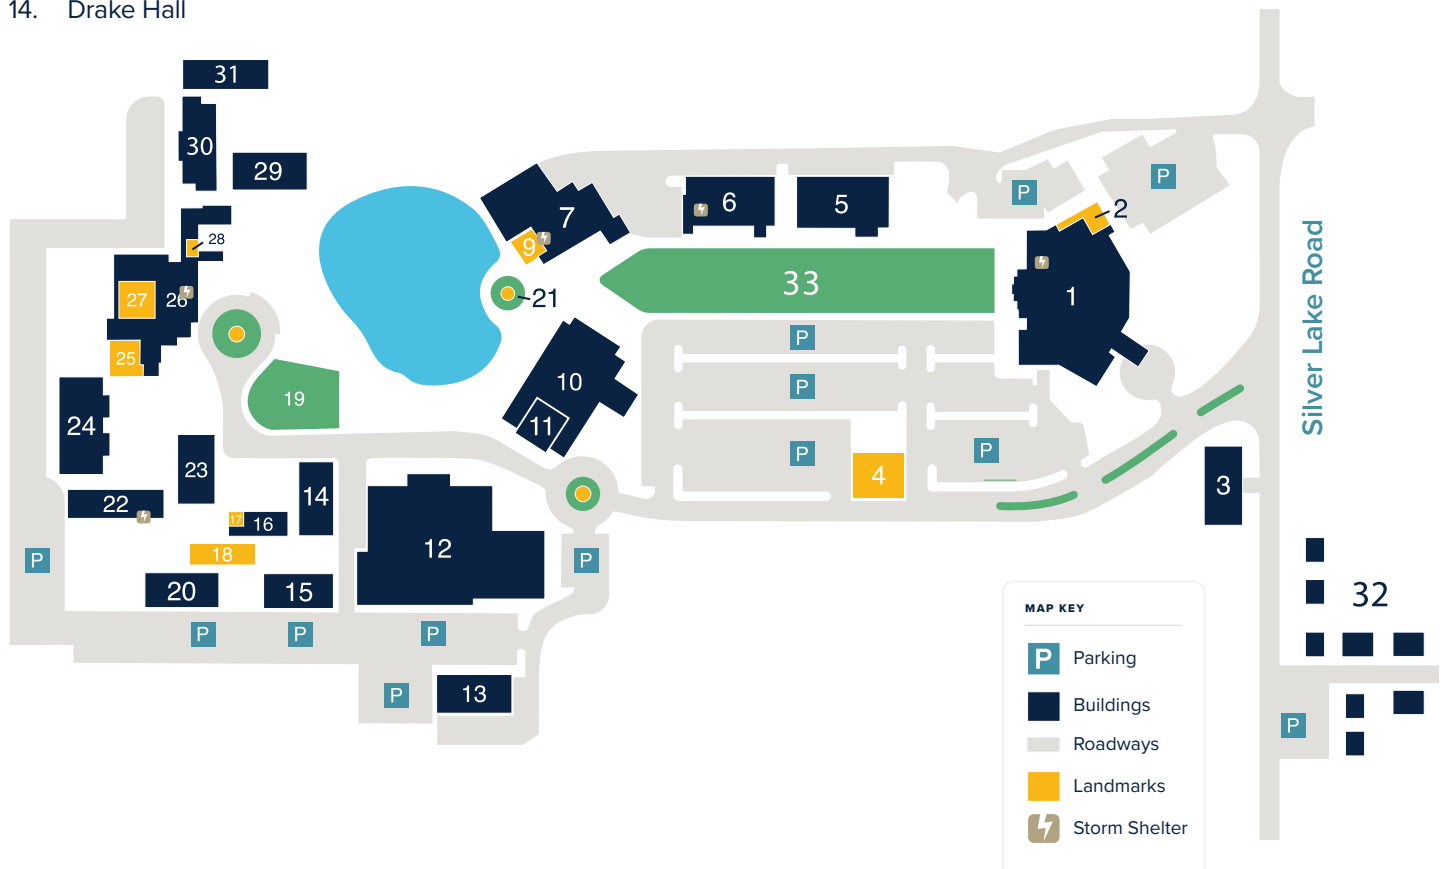 14. Drake Hall
31
30
29
28
27
26
25
24
23
22
14
17
16
18
20
15
19
7
9
21
6
5
33
2
1
10
11
12
13
4
3
32
P
P
P
P
P
P
P
P
P
P
P
P
Silver Lake Road
MAP KEY
P Parking
Buildings
Roadways
Landmarks
Storm Shelter